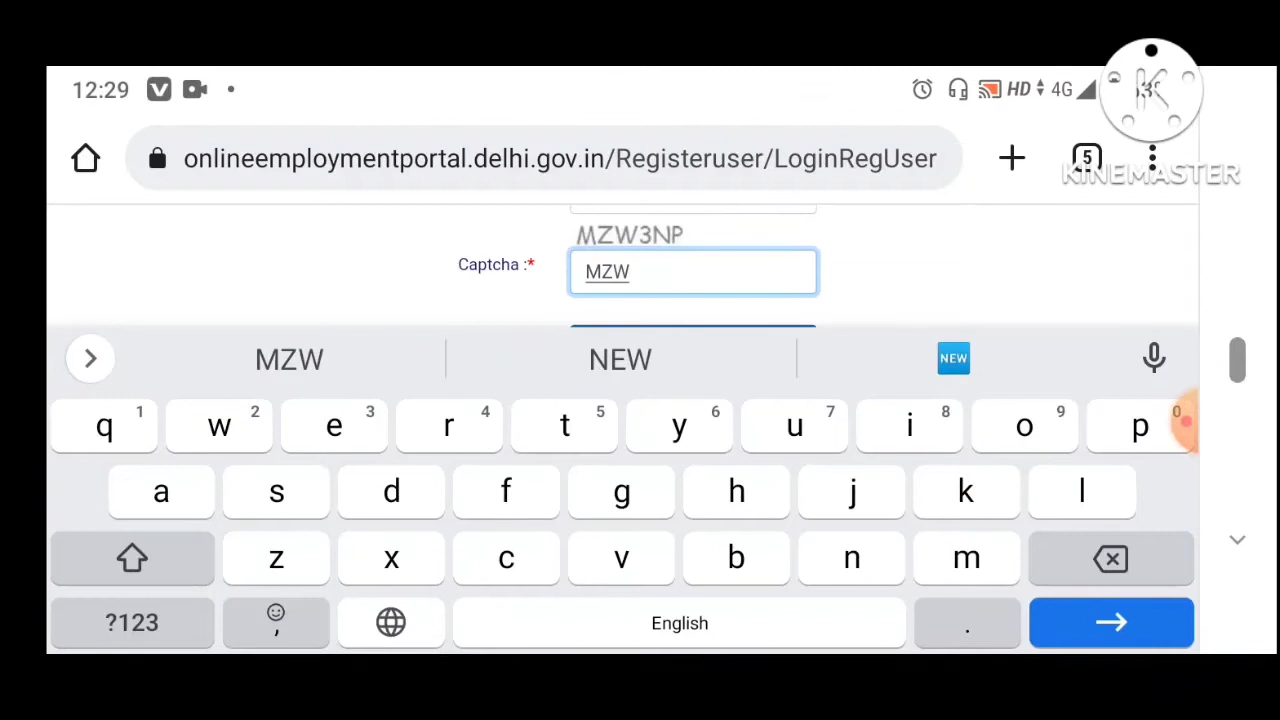 12:29 V HD 4G
onlineemploymentportal.delhi.gov.in/Registeruser/LoginRegUser + 5
KINEMASTER
MZW3NP
Captcha :*
MZW
MZW NEW NEW
q 1 w 2 e 3 r 4 t 5 y 6 u 7 i 8 o 9 p 0
a s d f g h j k l
z x c v b n m
?123 , English .